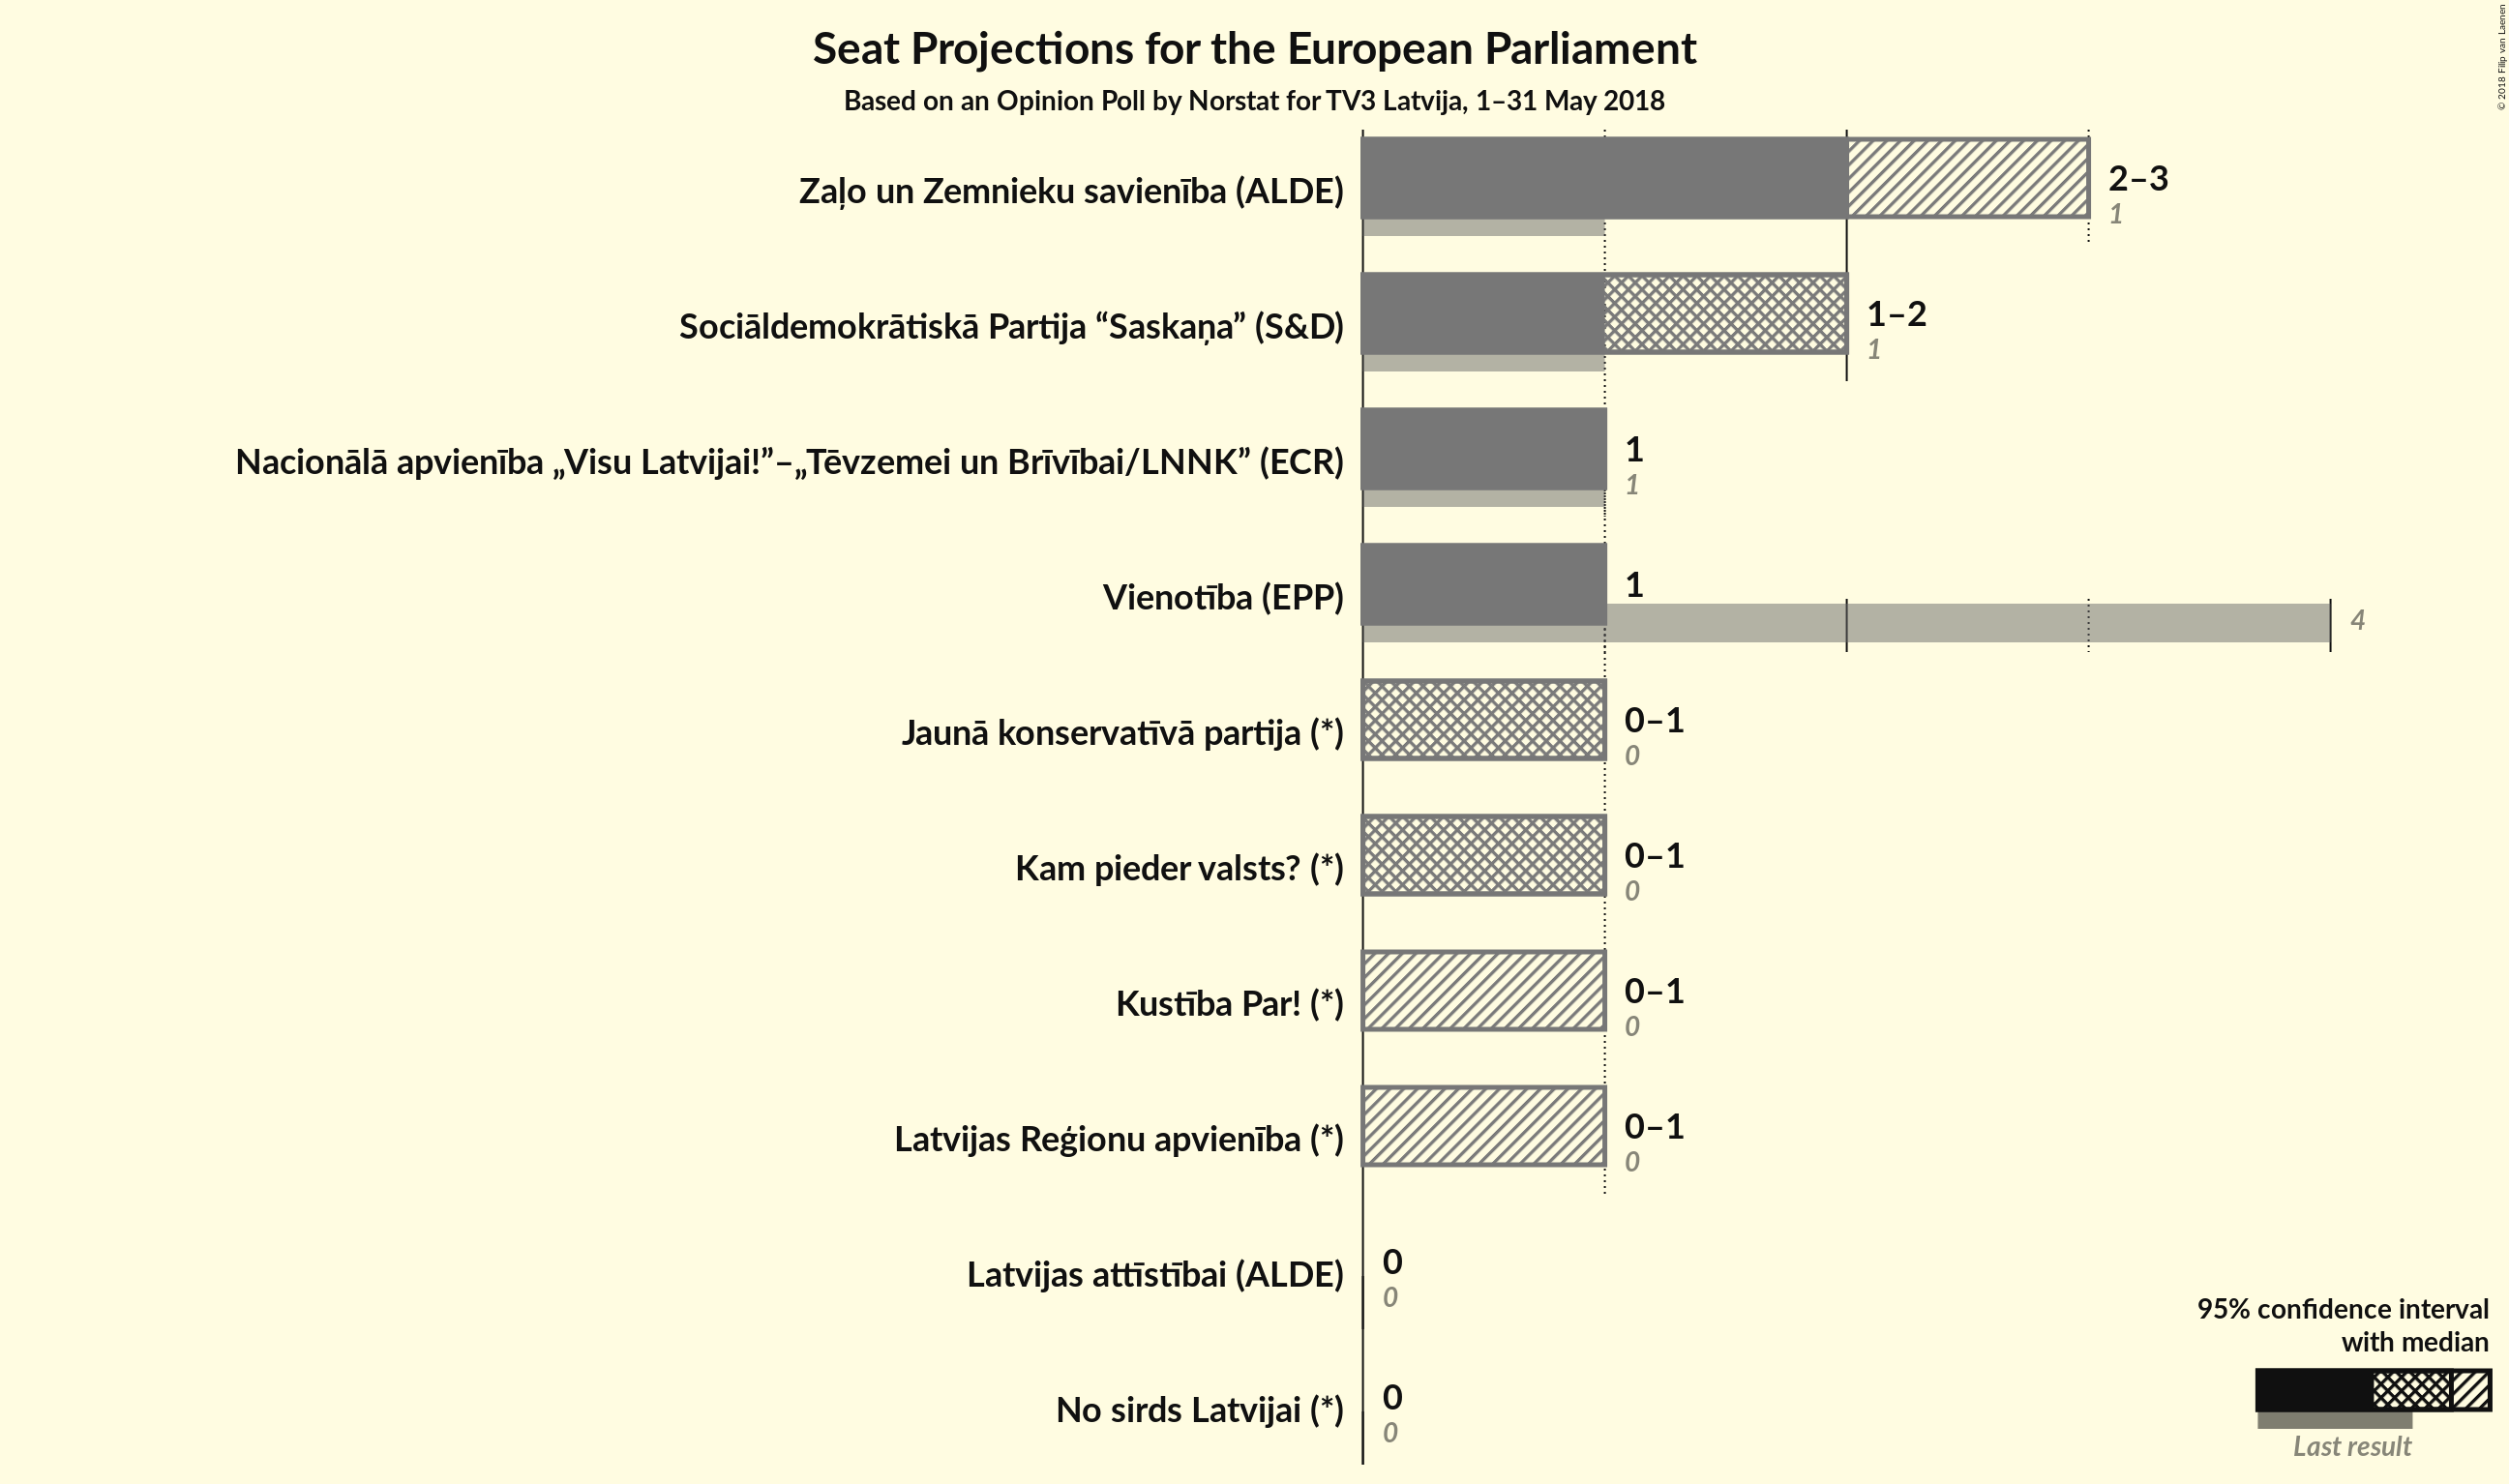 Seat Projections for the European Parliament
Based on an Opinion Poll by Norstat for TV3 Latvija, 1–31 May 2018
© 2018 Filip van Laenen
Zaļo un Zemnieku savienība (ALDE)
2–3
1
Sociāldemokrātiskā Partija “Saskaņa” (S&D)
1–2
1
Nacionālā apvienība „Visu Latvijai!”–„Tēvzemei un Brīvībai/LNNK” (ECR)
1
1
Vienotība (EPP)
1
4
Jaunā konservatīvā partija (*)
0–1
0
Kam pieder valsts? (*)
0–1
0
Kustība Par! (*)
0–1
0
Latvijas Reģionu apvienība (*)
0–1
0
Latvijas attīstībai (ALDE)
0
0
No sirds Latvijai (*)
0
0
95% confidence interval
with median
Last result